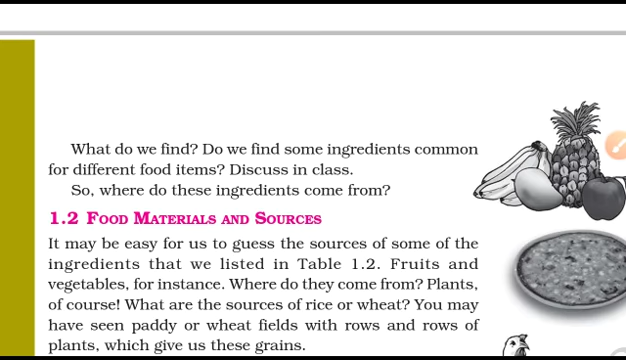 What do we find? Do we find some ingredients common
for different food items? Discuss in class.
So, where do these ingredients come from?
1.2 Food Materials and Sources
It may be easy for us to guess the sources of some of the
ingredients that we listed in Table 1.2. Fruits and
vegetables, for instance. Where do they come from? Plants,
of course! What are the sources of rice or wheat? You may
have seen paddy or wheat fields with rows and rows of
plants, which give us these grains.